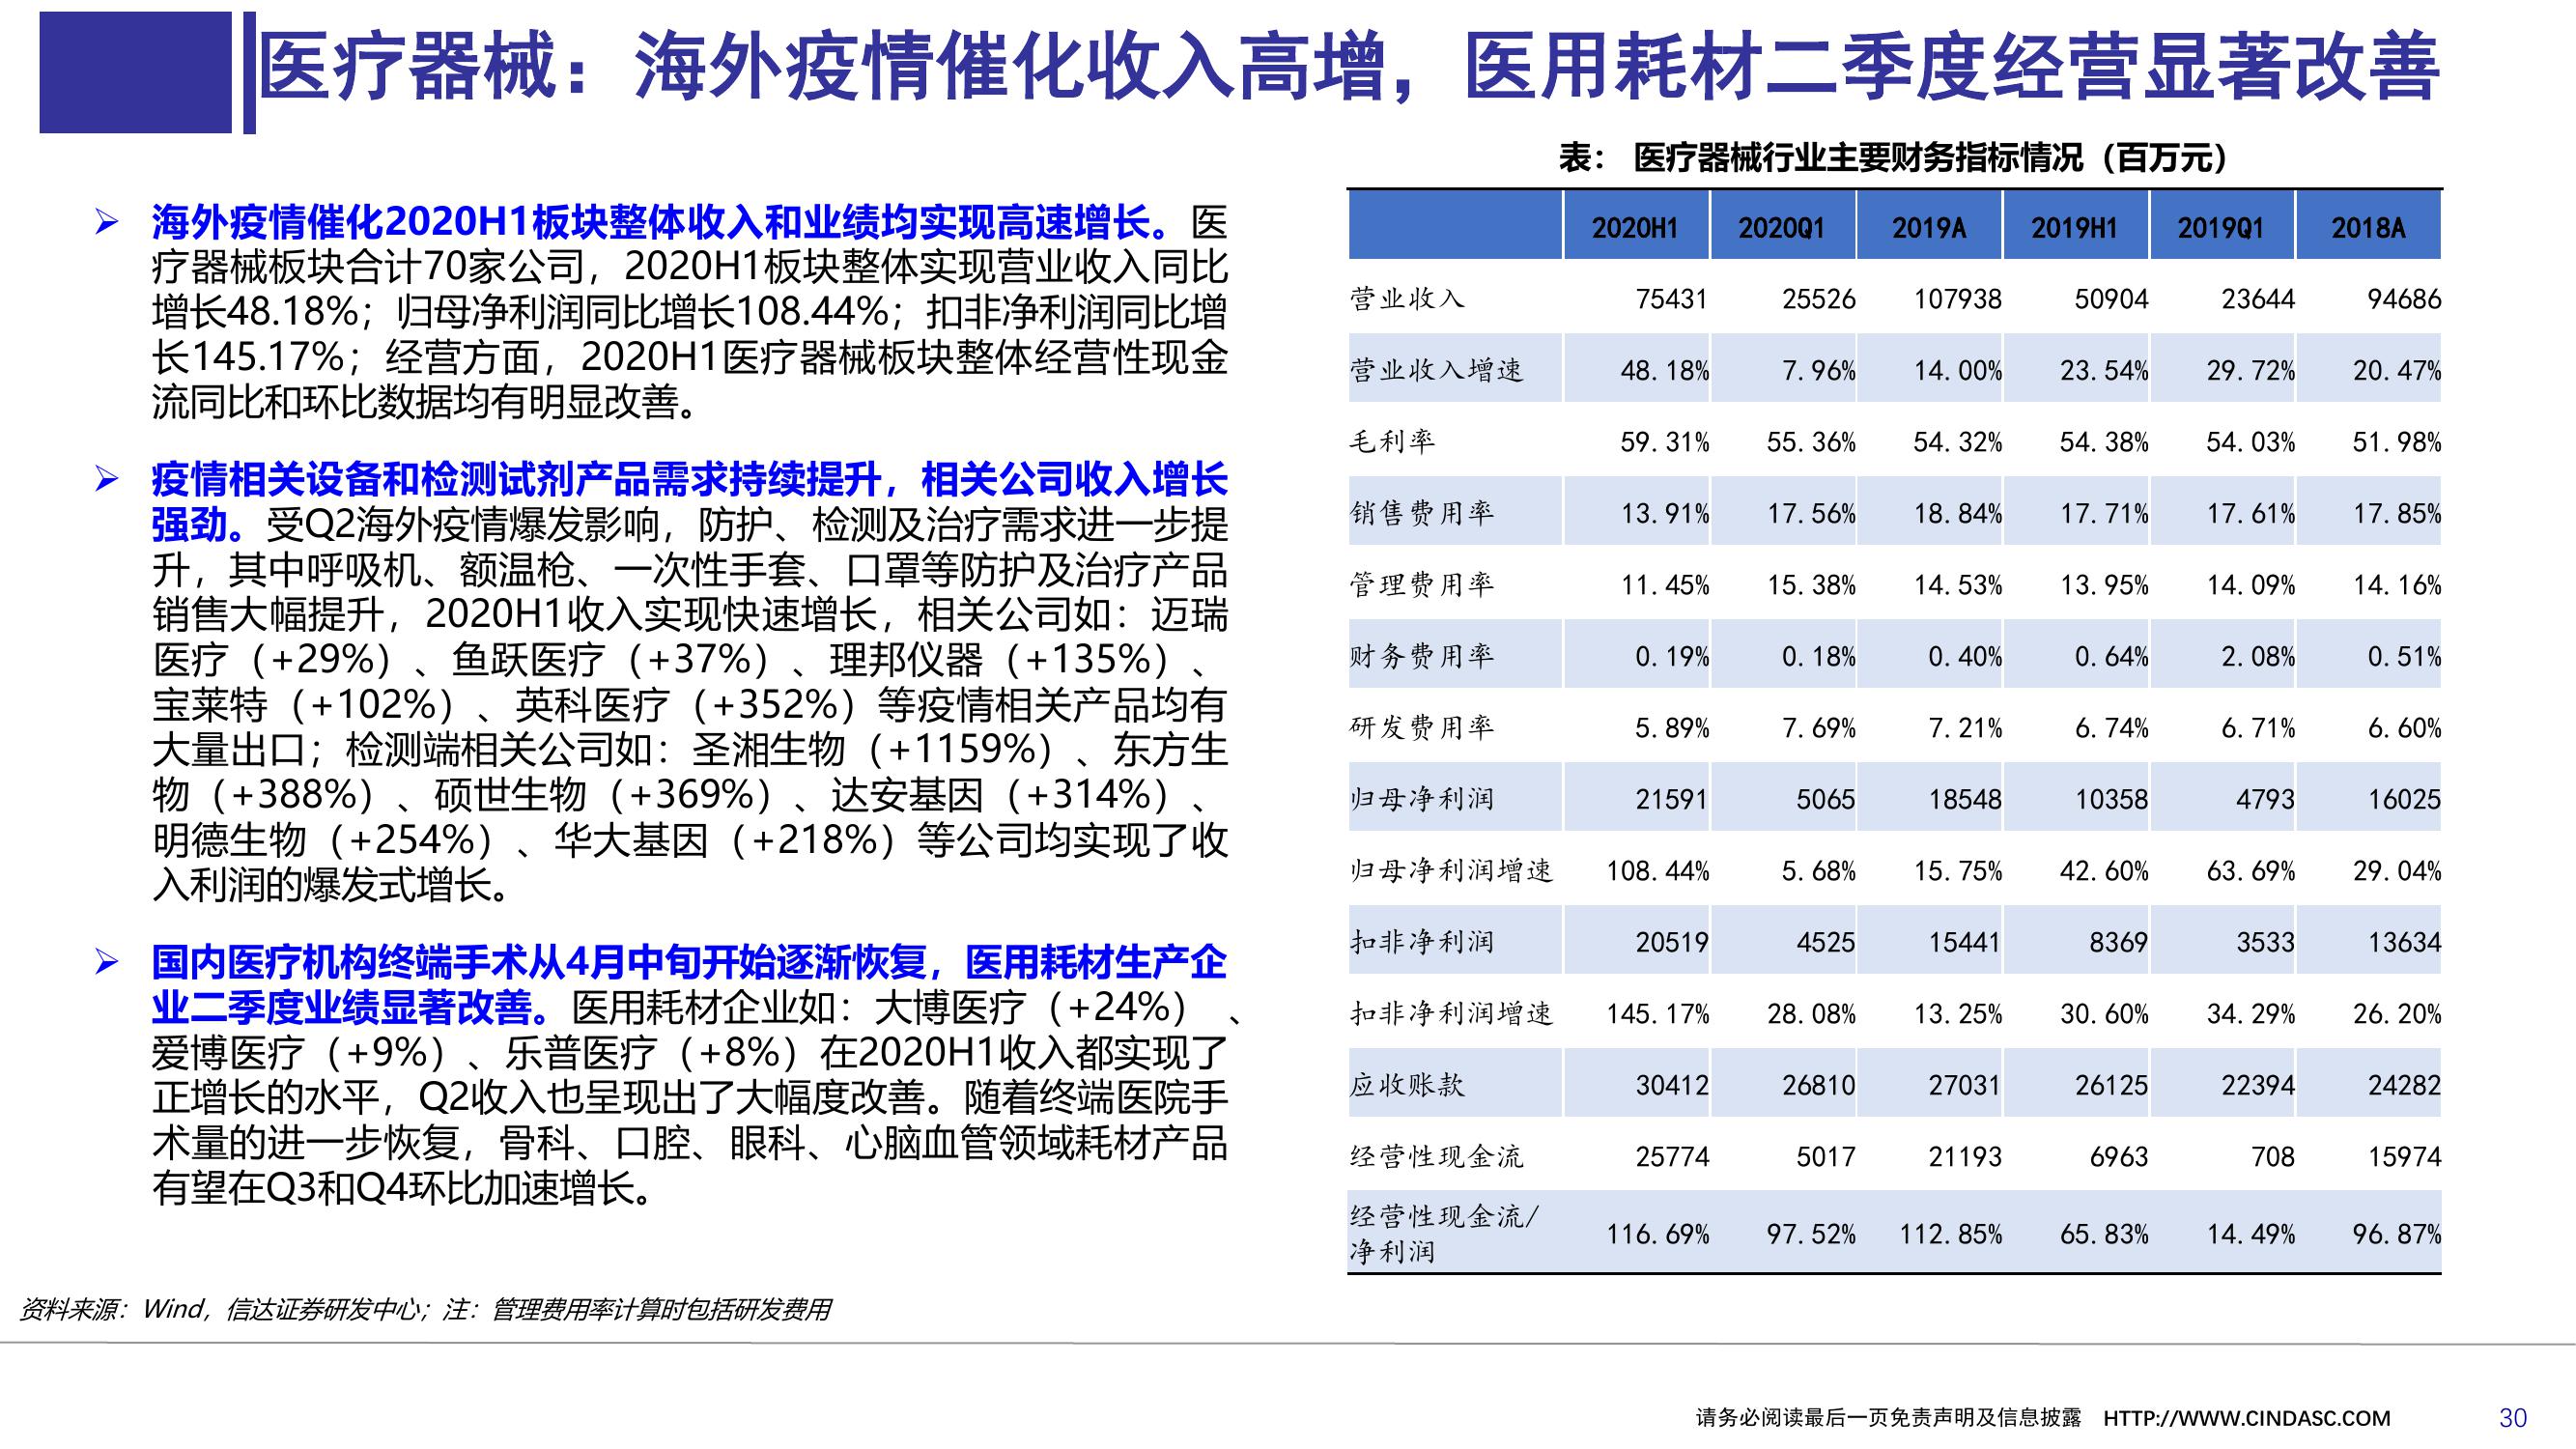 医疗器械：海外疫情催化收入高增，医用耗材二季度经营显著改善
➢ 海外疫情催化2020H1板块整体收入和业绩均实现高速增长。医
疗器械板块合计70家公司，2020H1板块整体实现营业收入同比
增长48.18%；归母净利润同比增长108.44%；扣非净利润同比增
长145.17%；经营方面，2020H1医疗器械板块整体经营性现金
流同比和环比数据均有明显改善。
➢ 疫情相关设备和检测试剂产品需求持续提升，相关公司收入增长
强劲。受Q2海外疫情爆发影响，防护、检测及治疗需求进一步提
升，其中呼吸机、额温枪、一次性手套、口罩等防护及治疗产品
销售大幅提升，2020H1收入实现快速增长，相关公司如：迈瑞
医疗（+29%）、鱼跃医疗（+37%）、理邦仪器（+135%）、
宝莱特（+102%）、英科医疗（+352%）等疫情相关产品均有
大量出口；检测端相关公司如：圣湘生物（+1159%）、东方生
物（+388%）、硕世生物（+369%）、达安基因（+314%）、
明德生物（+254%）、华大基因（+218%）等公司均实现了收
入利润的爆发式增长。
➢ 国内医疗机构终端手术从4月中旬开始逐渐恢复，医用耗材生产企
业二季度业绩显著改善。医用耗材企业如：大博医疗（+24%）、
爱博医疗（+9%）、乐普医疗（+8%）在2020H1收入都实现了
正增长的水平，Q2收入也呈现出了大幅度改善。随着终端医院手
术量的进一步恢复，骨科、口腔、眼科、心脑血管领域耗材产品
有望在Q3和Q4环比加速增长。
表： 医疗器械行业主要财务指标情况（百万元）
2020H1 2020Q1 2019A 2019H1 2019Q1 2018A
营业收入 75431 25526 107938 50904 23644 94686
营业收入增速 48.18% 7.96% 14.00% 23.54% 29.72% 20.47%
毛利率 59.31% 55.36% 54.32% 54.38% 54.03% 51.98%
销售费用率 13.91% 17.56% 18.84% 17.71% 17.61% 17.85%
管理费用率 11.45% 15.38% 14.53% 13.95% 14.09% 14.16%
财务费用率 0.19% 0.18% 0.40% 0.64% 2.08% 0.51%
研发费用率 5.89% 7.69% 7.21% 6.74% 6.71% 6.60%
归母净利润 21591 5065 18548 10358 4793 16025
归母净利润增速 108.44% 5.68% 15.75% 42.60% 63.69% 29.04%
扣非净利润 20519 4525 15441 8369 3533 13634
扣非净利润增速 145.17% 28.08% 13.25% 30.60% 34.29% 26.20%
应收账款 30412 26810 27031 26125 22394 24282
经营性现金流 25774 5017 21193 6963 708 15974
经营性现金流/
净利润 116.69% 97.52% 112.85% 65.83% 14.49% 96.87%
资料来源：Wind，信达证券研发中心；注：管理费用率计算时包括研发费用
请务必阅读最后一页免责声明及信息披露 HTTP://WWW.CINDASC.COM 30